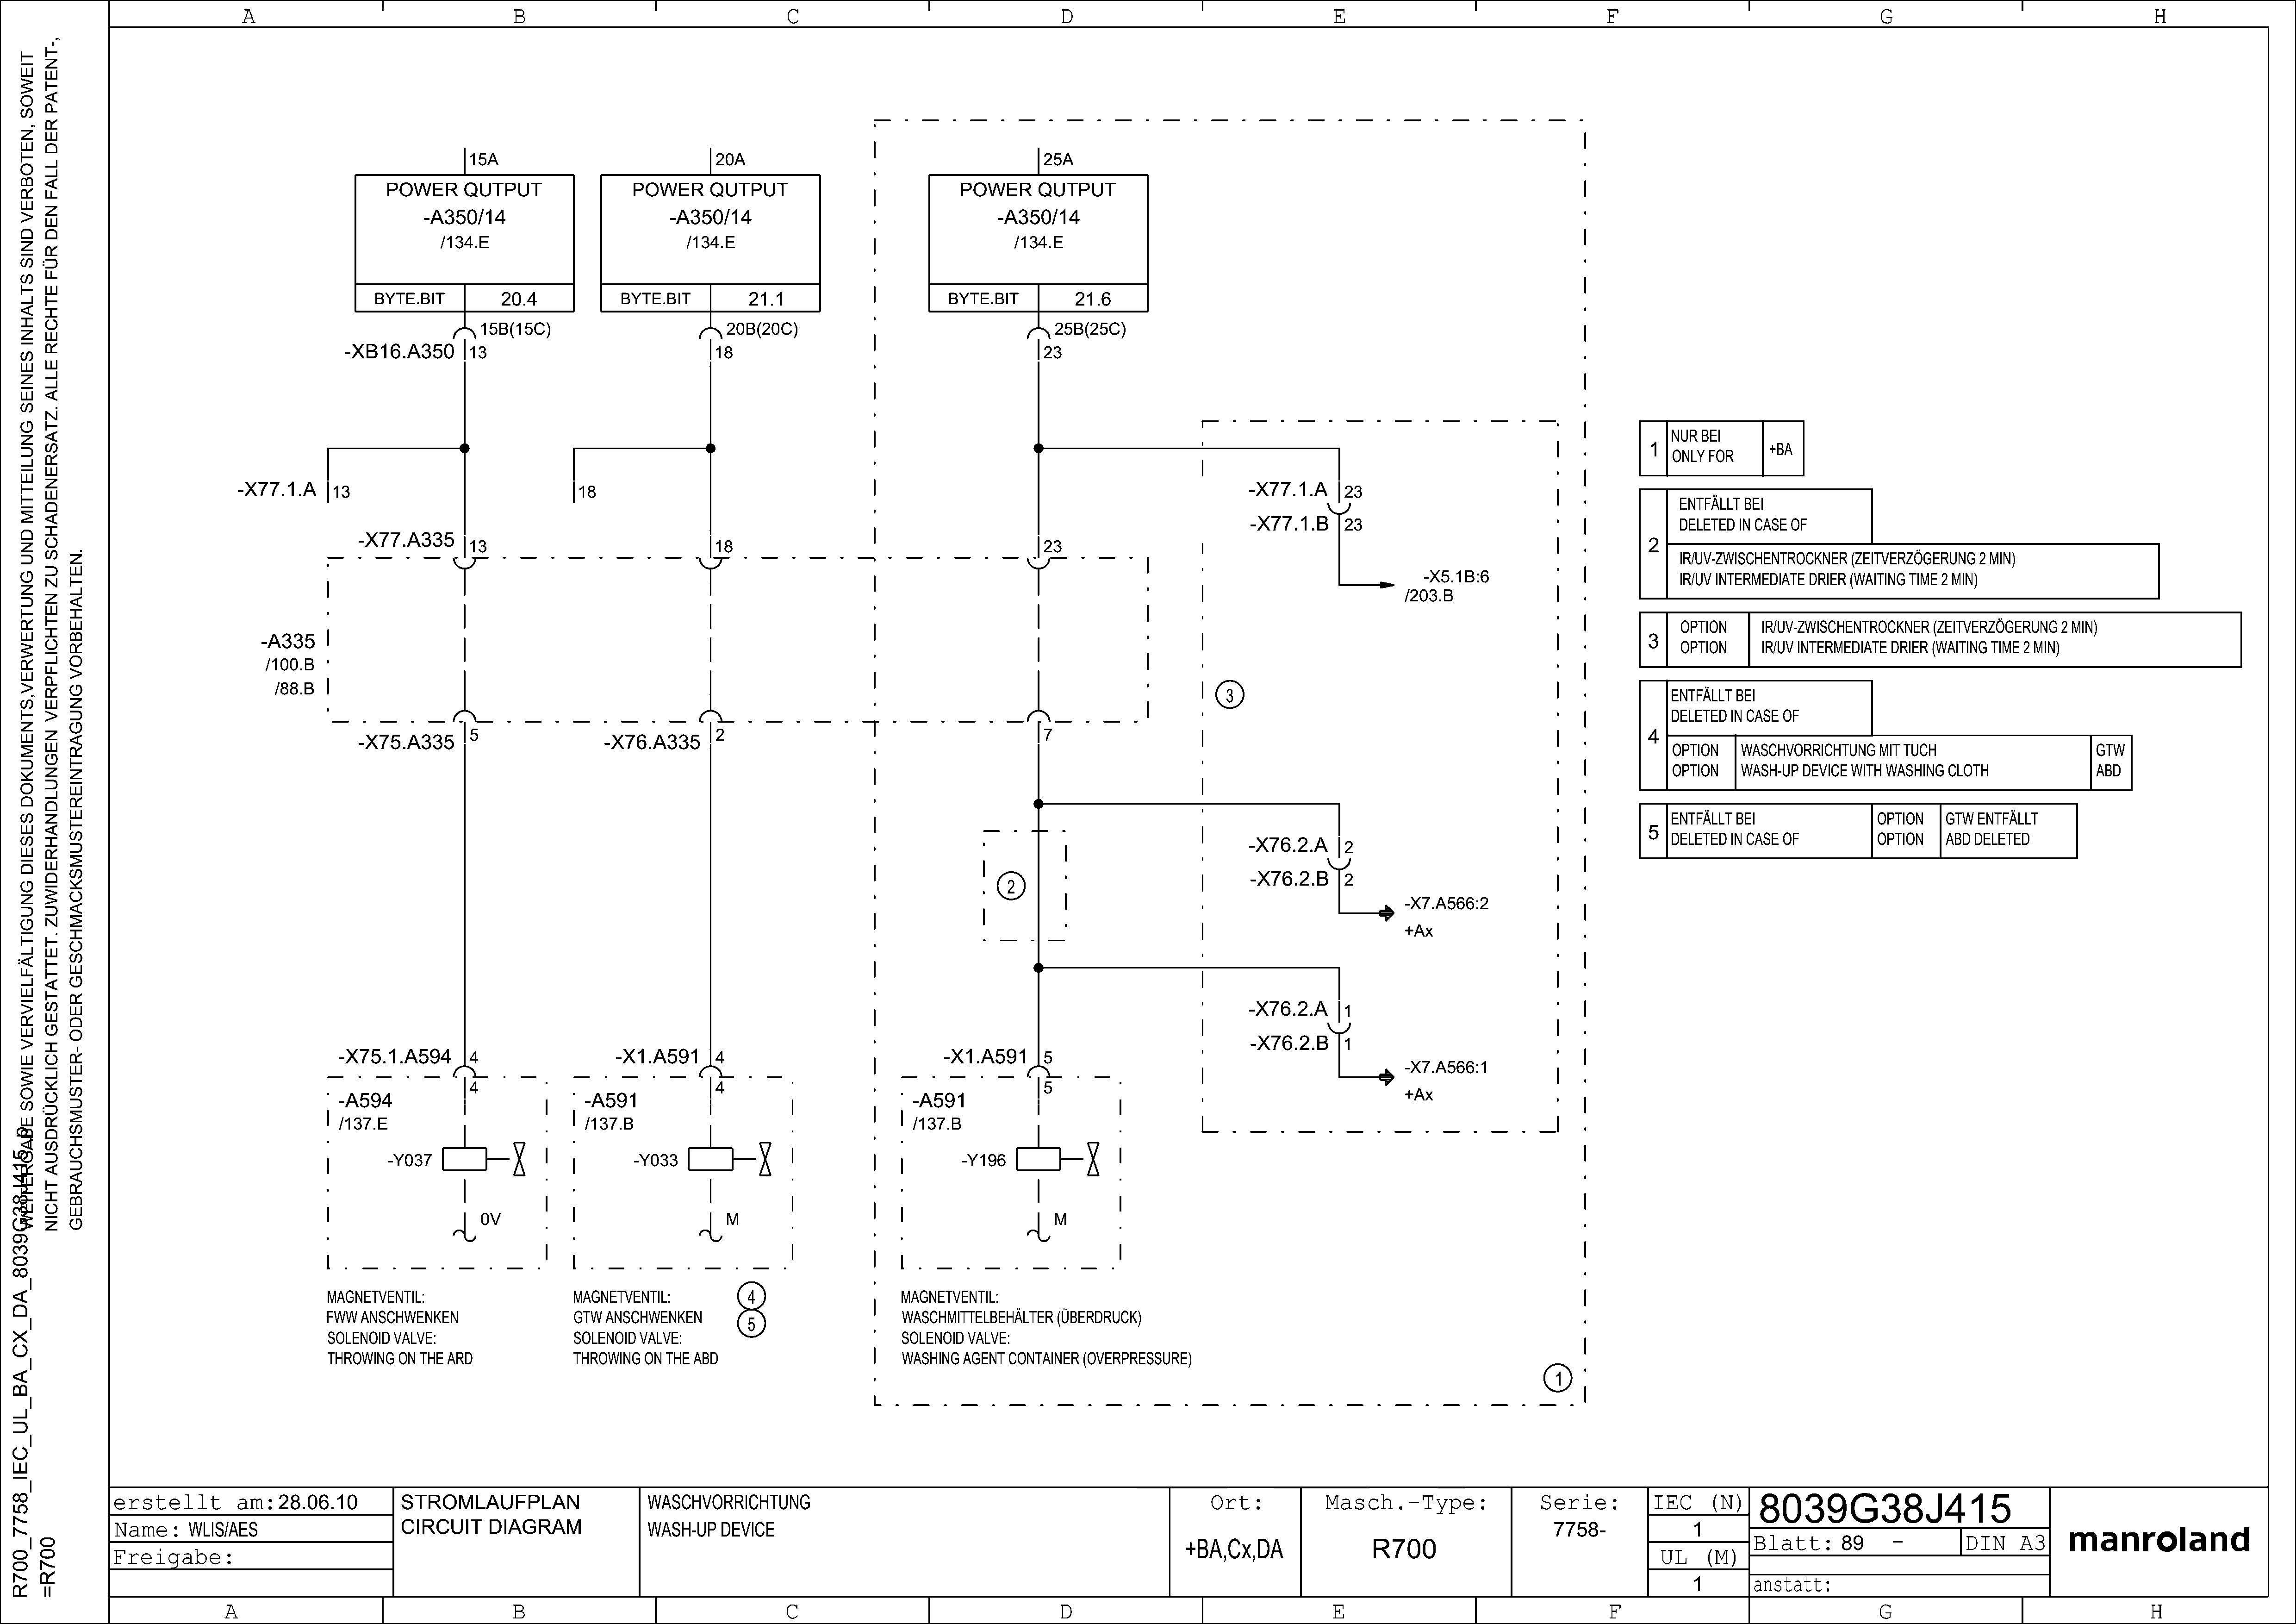 A B C D E F G H
WEITERGABE SOWIE VERVIELFÄLTIGUNG DIESES DOKUMENTS,VERWERTUNG UND MITTEILUNG SEINES INHALTS SIND VERBOTEN, SOWEIT
NICHT AUSDRÜCKLICH GESTATTET. ZUWIDERHANDLUNGEN VERPFLICHTEN ZU SCHADENERSATZ. ALLE RECHTE FÜR DEN FALL DER PATENT-,
GEBRAUCHSMUSTER- ODER GESCHMACKSMUSTEREINTRAGUNG VORBEHALTEN.
R700_7758_IEC_UL_BA_CX_DA_8039G38J415_D
=R700
15A 20A 25A
POWER QUTPUT POWER QUTPUT POWER QUTPUT
-A350/14 -A350/14 -A350/14
/134.E /134.E /134.E
BYTE.BIT 20.4 BYTE.BIT 21.1 BYTE.BIT 21.6
15B(15C) 20B(20C) 25B(25C)
-XB16.A350 13 18 23
-X77.1.A 13 18 -X77.1.A 23
-X77.1.B 23
-X77.A335 13 18 23
-X5.1B:6
/203.B
-A335
/100.B
/88.B
3
-X75.A335 5 -X76.A335 2 7
-X76.2.A 2
-X76.2.B 2
2
-X7.A566:2
+Ax
-X76.2.A 1
-X76.2.B 1
-X7.A566:1
+Ax
-X75.1.A594 4 -X1.A591 4 -X1.A591 5
4 4 5
-A594 -A591 -A591
/137.E /137.B /137.B
-Y037 -Y033 -Y196
0V M M
MAGNETVENTIL:
FWW ANSCHWENKEN
SOLENOID VALVE:
THROWING ON THE ARD
MAGNETVENTIL:
GTW ANSCHWENKEN
SOLENOID VALVE:
THROWING ON THE ABD
4
5
MAGNETVENTIL:
WASCHMITTELBEHÄLTER (ÜBERDRUCK)
SOLENOID VALVE:
WASHING AGENT CONTAINER (OVERPRESSURE)
1
1 NUR BEI
ONLY FOR +BA
2 ENTFÄLLT BEI
DELETED IN CASE OF
IR/UV-ZWISCHENTROCKNER (ZEITVERZÖGERUNG 2 MIN)
IR/UV INTERMEDIATE DRIER (WAITING TIME 2 MIN)
3 OPTION IR/UV-ZWISCHENTROCKNER (ZEITVERZÖGERUNG 2 MIN)
OPTION IR/UV INTERMEDIATE DRIER (WAITING TIME 2 MIN)
4 ENTFÄLLT BEI
DELETED IN CASE OF
OPTION WASCHVORRICHTUNG MIT TUCH GTW
OPTION WASH-UP DEVICE WITH WASHING CLOTH ABD
5 ENTFÄLLT BEI OPTION GTW ENTFÄLLT
DELETED IN CASE OF OPTION ABD DELETED
erstellt am: 28.06.10
Name: WLIS/AES
Freigabe:
STROMLAUFPLAN
CIRCUIT DIAGRAM
WASCHVORRICHTUNG
WASH-UP DEVICE
Ort:
+BA,Cx,DA
Masch.-Type:
R700
Serie:
7758-
IEC (N)
1
UL (M)
1
8039G38J415
Blatt: 89 - DIN A3
anstatt:
manroland
A B C D E F G H